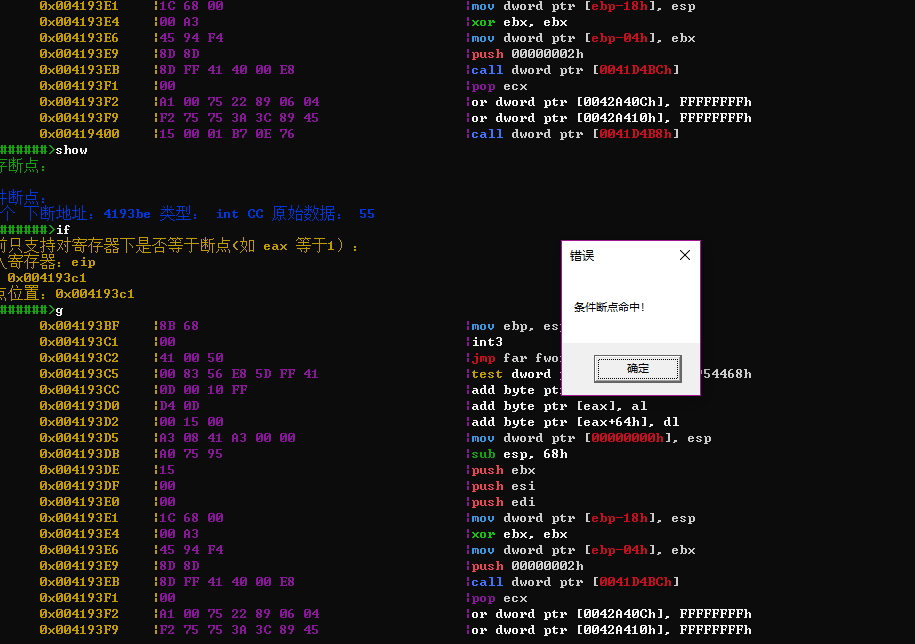 0x004193E1 ¦1C 68 00 ¦mov dword ptr [ebp-18h], esp
0x004193E4 ¦00 A3 ¦xor ebx, ebx
0x004193E6 ¦45 94 F4 ¦mov dword ptr [ebp-04h], ebx
0x004193E9 ¦8D 8D ¦push 00000002h
0x004193EB ¦8D FF 41 40 00 E8 ¦call dword ptr [0041D4BCh]
0x004193F1 ¦00 ¦pop ecx
0x004193F2 ¦A1 00 75 22 89 06 04 ¦or dword ptr [0042A40Ch], FFFFFFFFh
0x004193F9 ¦F2 75 75 3A 3C 89 45 ¦or dword ptr [0042A410h], FFFFFFFFh
0x00419400 ¦15 00 01 B7 0E 76 ¦call dword ptr [0041D4B8h]
######>show
存断点:
件断点:
个 下断地址: 4193be 类型: int CC 原始数据: 55
######>if
前只支持对寄存器下是否等于断点(如 eax 等于1):
入寄存器: eip
0x004193c1
点位置: 0x004193c1
######>g
0x004193BF ¦8B 68 ¦mov ebp, esp
0x004193C1 ¦00 ¦int3
0x004193C2 ¦41 00 50 ¦jmp far fwo
0x004193C5 ¦00 83 56 E8 5D FF 41 ¦test dword 54468h
0x004193CC ¦0D 00 10 FF ¦add byte pt
0x004193D0 ¦D4 0D ¦add byte ptr [eax], al
0x004193D2 ¦00 15 00 ¦add byte ptr [eax+64h], dl
0x004193D5 ¦A3 08 41 A3 00 00 ¦mov dword ptr [00000000h], esp
0x004193DB ¦A0 75 95 ¦sub esp, 68h
0x004193DE ¦15 ¦push ebx
0x004193DF ¦00 ¦push esi
0x004193E0 ¦00 ¦push edi
0x004193E1 ¦1C 68 00 ¦mov dword ptr [ebp-18h], esp
0x004193E4 ¦00 A3 ¦xor ebx, ebx
0x004193E6 ¦45 94 F4 ¦mov dword ptr [ebp-04h], ebx
0x004193E9 ¦8D 8D ¦push 00000002h
0x004193EB ¦8D FF 41 40 00 E8 ¦call dword ptr [0041D4BCh]
0x004193F1 ¦00 ¦pop ecx
0x004193F2 ¦A1 00 75 22 89 06 04 ¦or dword ptr [0042A40Ch], FFFFFFFFh
0x004193F9 ¦F2 75 75 3A 3C 89 45 ¦or dword ptr [0042A410h], FFFFFFFFh
错误
条件断点命中!
确定